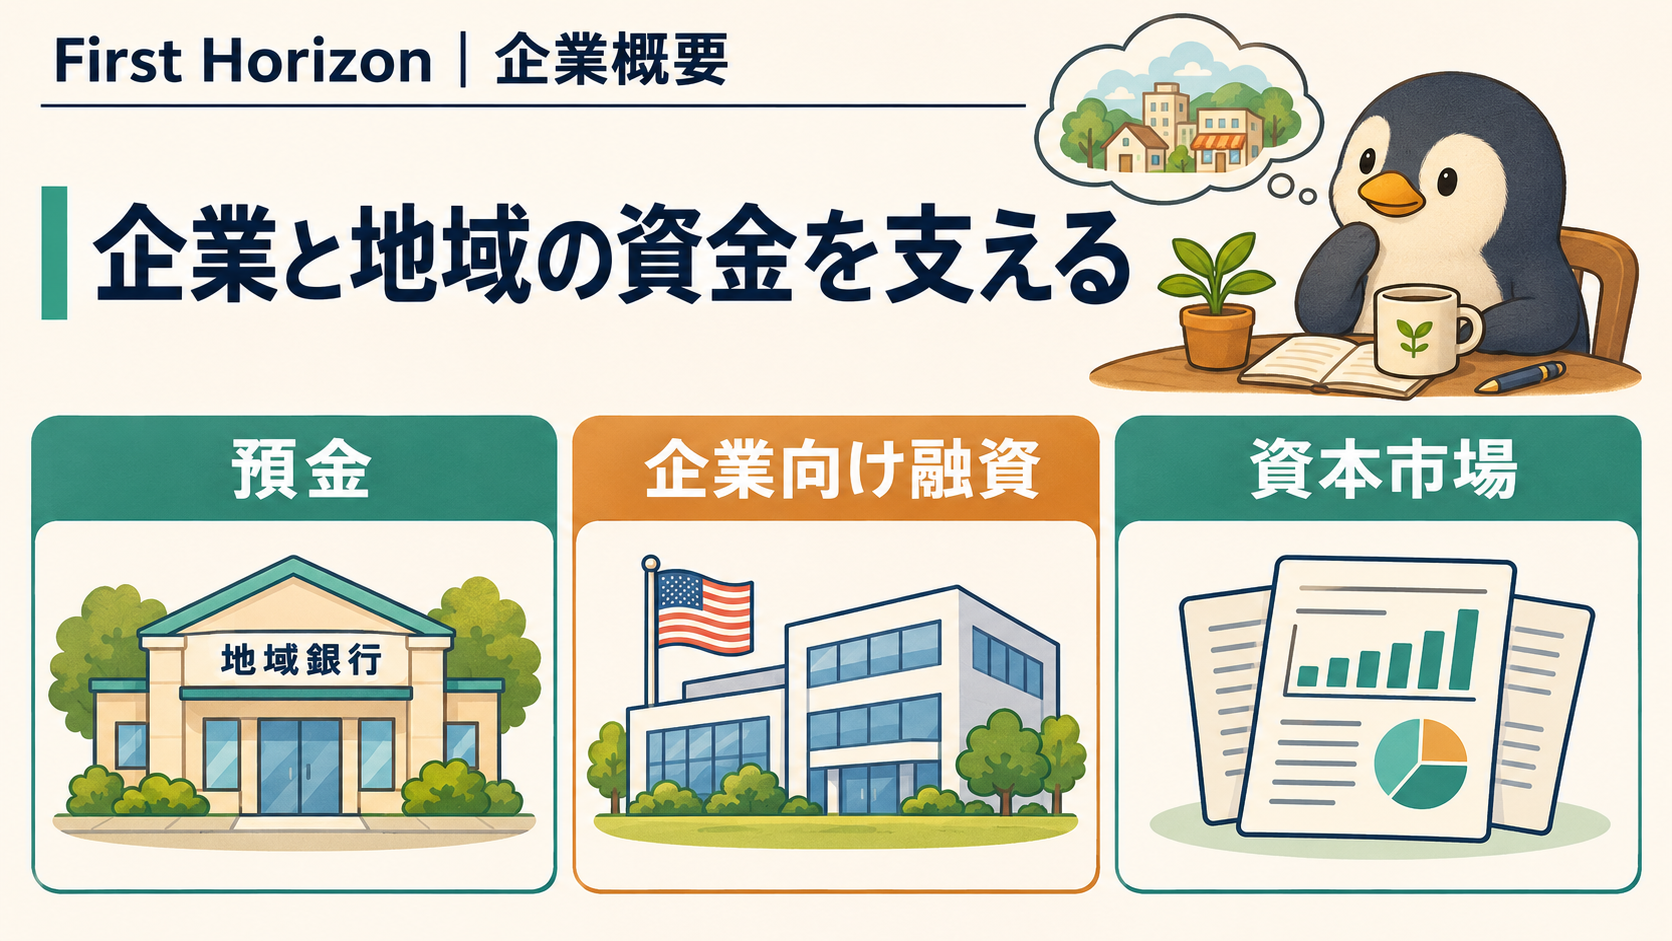 First Horizon｜企業概要
企業と地域の資金を支える
預金
企業向け融資
資本市場
地域銀行